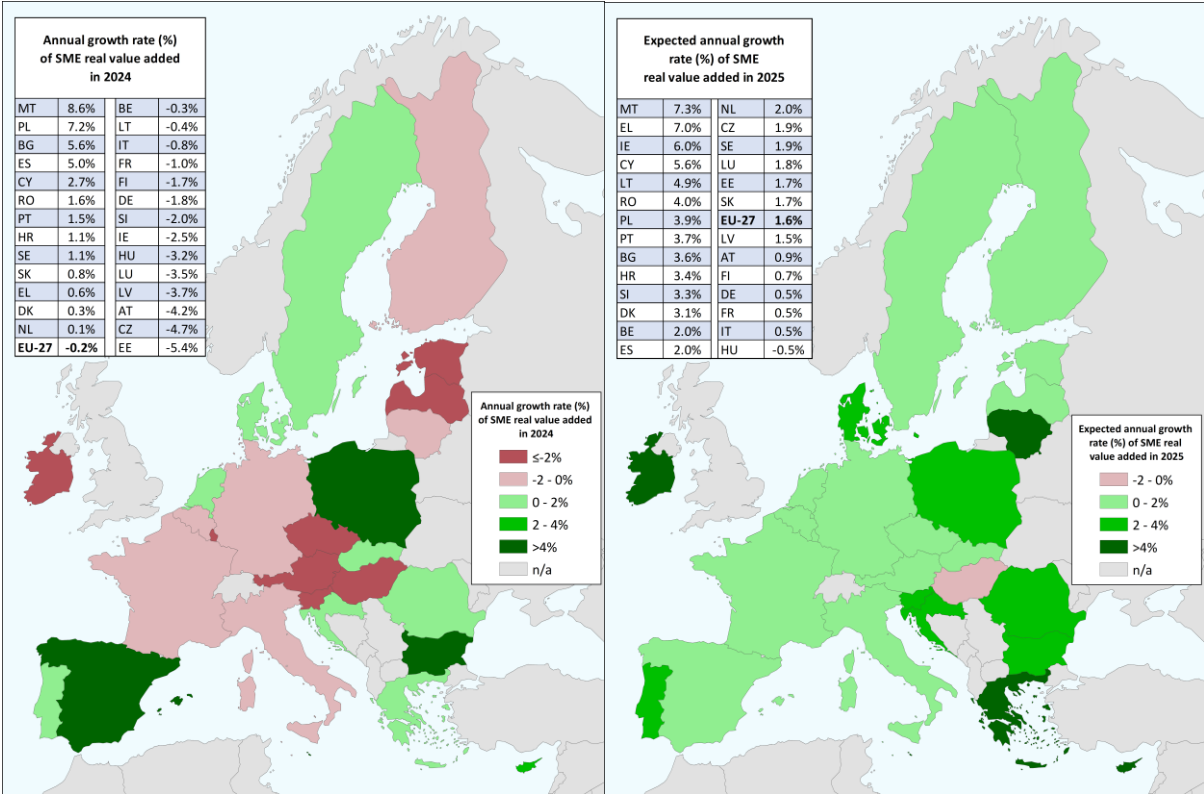 Annual growth rate (%)
of SME real value added
in 2024
MT 8.6% BE -0.3%
PL 7.2% LT -0.4%
BG 5.6% IT -0.8%
ES 5.0% FR -1.0%
CY 2.7% FI -1.7%
RO 1.6% DE -1.8%
PT 1.5% SI -2.0%
HR 1.1% IE -2.5%
SE 1.1% HU -3.2%
SK 0.8% LU -3.5%
EL 0.6% LV -3.7%
DK 0.3% AT -4.2%
NL 0.1% CZ -4.7%
EU-27 -0.2% EE -5.4%
Annual growth rate (%)
of SME real value added
in 2024
≤-2%
-2 - 0%
0 - 2%
2 - 4%
>4%
n/a
Expected annual growth
rate (%) of SME
real value added in 2025
MT 7.3% NL 2.0%
EL 7.0% CZ 1.9%
IE 6.0% SE 1.9%
CY 5.6% LU 1.8%
LT 4.9% EE 1.7%
RO 4.0% SK 1.7%
PL 3.9% EU-27 1.6%
PT 3.7% LV 1.5%
BG 3.6% AT 0.9%
HR 3.4% FI 0.7%
SI 3.3% DE 0.5%
DK 3.1% FR 0.5%
BE 2.0% IT 0.5%
ES 2.0% HU -0.5%
Expected annual growth
rate (%) of SME real
value added in 2025
-2 - 0%
0 - 2%
2 - 4%
>4%
n/a